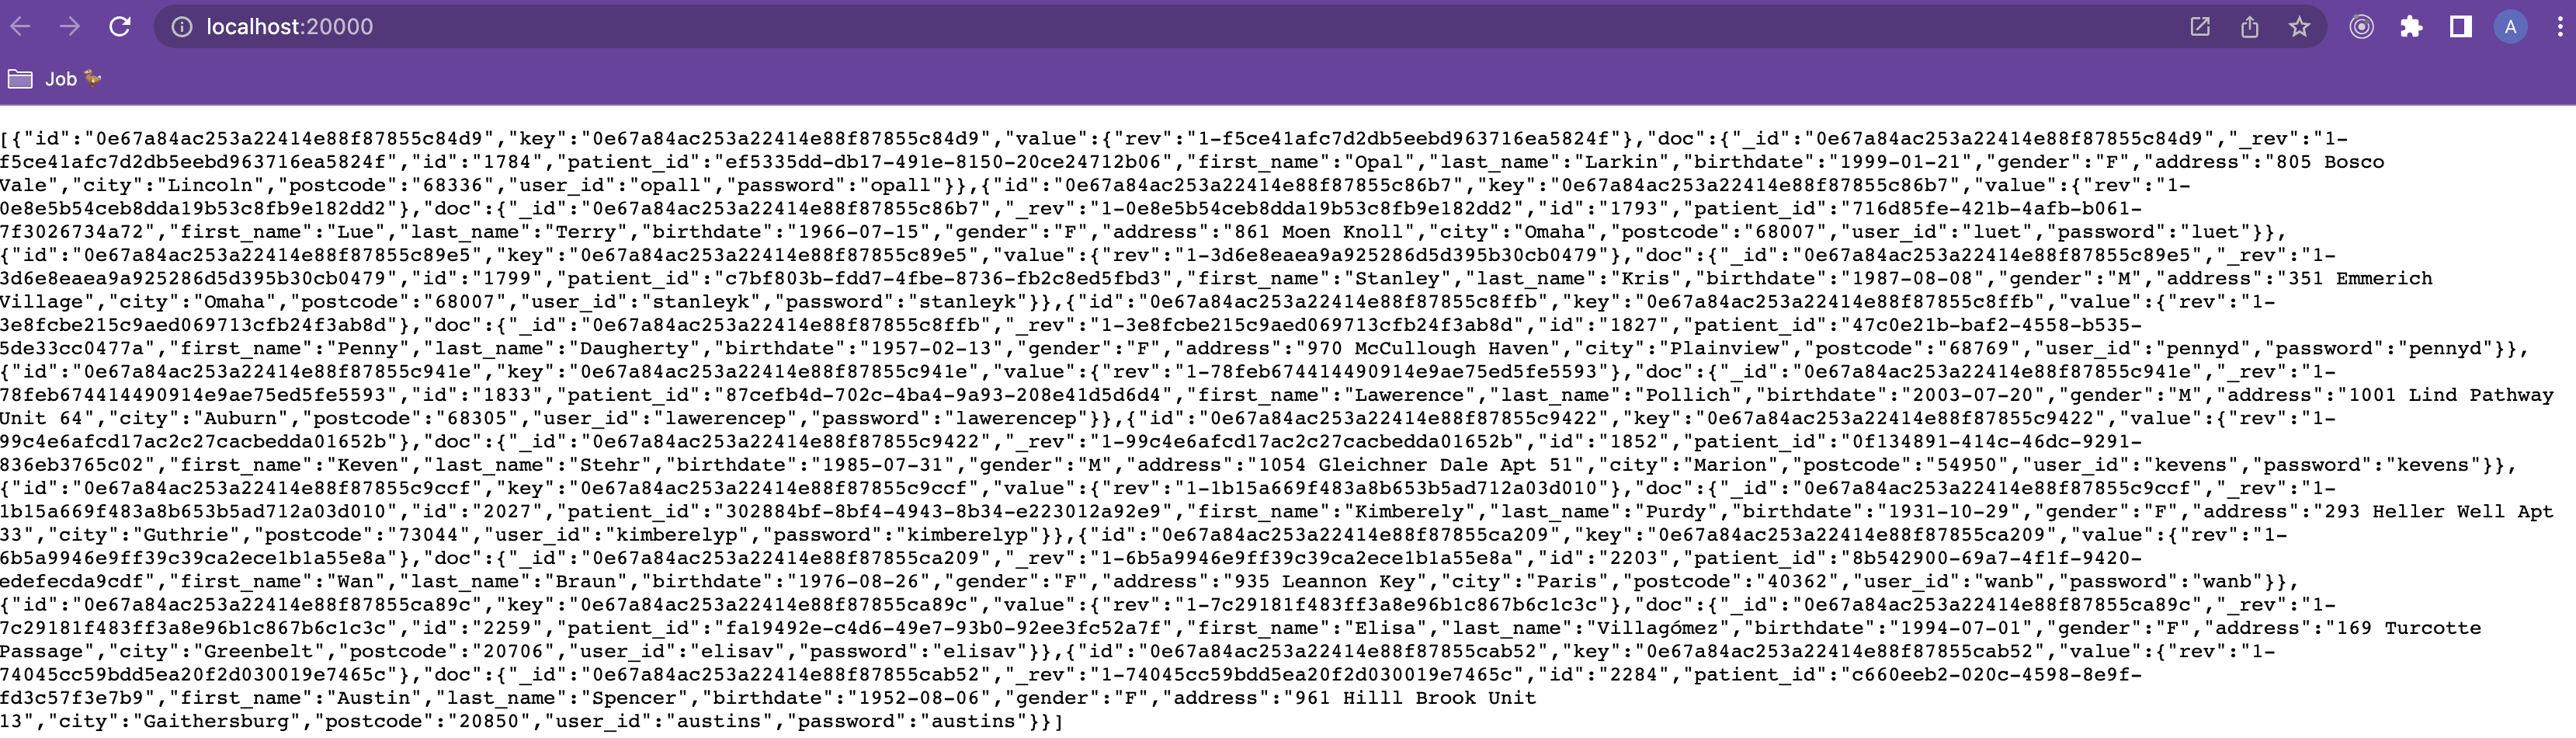 localhost:20000
A
Job
[{"id":"0e67a84ac253a22414e88f87855c84d9","key":"0e67a84ac253a22414e88f87855c84d9","value":{"rev":"1-
f5ce41afc7d2db5eebd963716ea5824f"},"doc":{"_id":"0e67a84ac253a22414e88f87855c84d9","_rev":"1-
f5ce41afc7d2db5eebd963716ea5824f","id":"1784","patient_id":"ef5335dd-db17-491e-8150-20ce24712b06","first_name":"Opal","last_name":"Larkin","birthdate":"1999-01-21","gender":"F","address":"805 Bosco
Vale","city":"Lincoln","postcode":"68336","user_id":"opall","password":"opall"}},{"id":"0e67a84ac253a22414e88f87855c86b7","key":"0e67a84ac253a22414e88f87855c86b7","value":{"rev":"1-
0e8e5b54ceb8dda19b53c8fb9e182dd2"},"doc":{"_id":"0e67a84ac253a22414e88f87855c86b7","_rev":"1-0e8e5b54ceb8dda19b53c8fb9e182dd2","id":"1793","patient_id":"716d85fe-421b-4afb-b061-
7f3026734a72","first_name":"Lue","last_name":"Terry","birthdate":"1966-07-15","gender":"F","address":"861 Moen Knoll","city":"Omaha","postcode":"68007","user_id":"luet","password":"luet"}},
{"id":"0e67a84ac253a22414e88f87855c89e5","key":"0e67a84ac253a22414e88f87855c89e5","value":{"rev":"1-3d6e8eaea9a925286d5d395b30cb0479"},"doc":{"_id":"0e67a84ac253a22414e88f87855c89e5","_rev":"1-
3d6e8eaea9a925286d5d395b30cb0479","id":"1799","patient_id":"c7bf803b-fdd7-4fbe-8736-fb2c8ed5fbd3","first_name":"Stanley","last_name":"Kris","birthdate":"1987-08-08","gender":"M","address":"351 Emmerich
Village","city":"Omaha","postcode":"68007","user_id":"stanleyk","password":"stanleyk"}},{"id":"0e67a84ac253a22414e88f87855c8ffb","key":"0e67a84ac253a22414e88f87855c8ffb","value":{"rev":"1-
3e8fcbe215c9aed069713cfb24f3ab8d"},"doc":{"_id":"0e67a84ac253a22414e88f87855c8ffb","_rev":"1-3e8fcbe215c9aed069713cfb24f3ab8d","id":"1827","patient_id":"47c0e21b-baf2-4558-b535-
5de33cc0477a","first_name":"Penny","last_name":"Daugherty","birthdate":"1957-02-13","gender":"F","address":"970 McCullough Haven","city":"Plainview","postcode":"68769","user_id":"pennyd","password":"pennyd"}},
{"id":"0e67a84ac253a22414e88f87855c941e","key":"0e67a84ac253a22414e88f87855c941e","value":{"rev":"1-78feb674414490914e9ae75ed5fe5593"},"doc":{"_id":"0e67a84ac253a22414e88f87855c941e","_rev":"1-
78feb674414490914e9ae75ed5fe5593","id":"1833","patient_id":"87cefb4d-702c-4ba4-9a93-208e41d5d6d4","first_name":"Lawerence","last_name":"Pollich","birthdate":"2003-07-20","gender":"M","address":"1001 Lind Pathway
Unit 64","city":"Auburn","postcode":"68305","user_id":"lawerencep","password":"lawerencep"}},{"id":"0e67a84ac253a22414e88f87855c9422","key":"0e67a84ac253a22414e88f87855c9422","value":{"rev":"1-
99c4e6afcd17ac2c27cacbedda01652b"},"doc":{"_id":"0e67a84ac253a22414e88f87855c9422","_rev":"1-99c4e6afcd17ac2c27cacbedda01652b","id":"1852","patient_id":"0f134891-414c-46dc-9291-
836eb3765c02","first_name":"Keven","last_name":"Stehr","birthdate":"1985-07-31","gender":"M","address":"1054 Gleichner Dale Apt 51","city":"Marion","postcode":"54950","user_id":"kevens","password":"kevens"}},
{"id":"0e67a84ac253a22414e88f87855c9ccf","key":"0e67a84ac253a22414e88f87855c9ccf","value":{"rev":"1-1b15a669f483a8b653b5ad712a03d010"},"doc":{"_id":"0e67a84ac253a22414e88f87855c9ccf","_rev":"1-
1b15a669f483a8b653b5ad712a03d010","id":"2027","patient_id":"302884bf-8bf4-4943-8b34-e223012a92e9","first_name":"Kimberely","last_name":"Purdy","birthdate":"1931-10-29","gender":"F","address":"293 Heller Well Apt
33","city":"Guthrie","postcode":"73044","user_id":"kimberelyp","password":"kimberelyp"}},{"id":"0e67a84ac253a22414e88f87855ca209","key":"0e67a84ac253a22414e88f87855ca209","value":{"rev":"1-
6b5a9946e9ff39c39ca2ece1b1a55e8a"},"doc":{"_id":"0e67a84ac253a22414e88f87855ca209","_rev":"1-6b5a9946e9ff39c39ca2ece1b1a55e8a","id":"2203","patient_id":"8b542900-69a7-4f1f-9420-
edefecda9cdf","first_name":"Wan","last_name":"Braun","birthdate":"1976-08-26","gender":"F","address":"935 Leannon Key","city":"Paris","postcode":"40362","user_id":"wanb","password":"wanb"}},
{"id":"0e67a84ac253a22414e88f87855ca89c","key":"0e67a84ac253a22414e88f87855ca89c","value":{"rev":"1-7c29181f483ff3a8e96b1c867b6c1c3c"},"doc":{"_id":"0e67a84ac253a22414e88f87855ca89c","_rev":"1-
7c29181f483ff3a8e96b1c867b6c1c3c","id":"2259","patient_id":"fa19492e-c4d6-49e7-93b0-92ee3fc52a7f","first_name":"Elisa","last_name":"Villagómez","birthdate":"1994-07-01","gender":"F","address":"169 Turcotte
Passage","city":"Greenbelt","postcode":"20706","user_id":"elisav","password":"elisav"}},{"id":"0e67a84ac253a22414e88f87855cab52","key":"0e67a84ac253a22414e88f87855cab52","value":{"rev":"1-
74045cc59bdd5ea20f2d030019e7465c"},"doc":{"_id":"0e67a84ac253a22414e88f87855cab52","_rev":"1-74045cc59bdd5ea20f2d030019e7465c","id":"2284","patient_id":"c660eeb2-020c-4598-8e9f-
fd3c57f3e7b9","first_name":"Austin","last_name":"Spencer","birthdate":"1952-08-06","gender":"F","address":"961 Hilll Brook Unit
13","city":"Gaithersburg","postcode":"20850","user_id":"austins","password":"austins"}}]